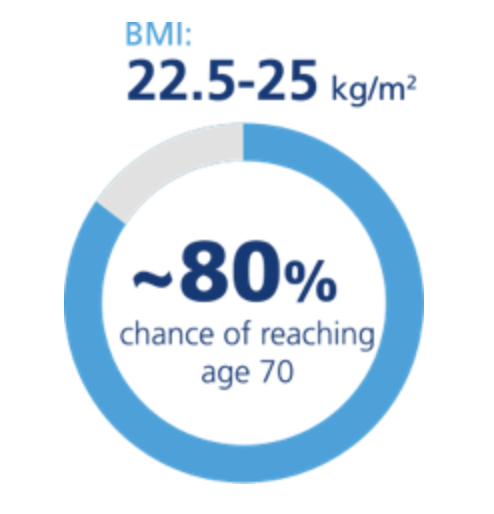 BMI:
22.5-25 kg/m²
~80%
chance of reaching
age 70